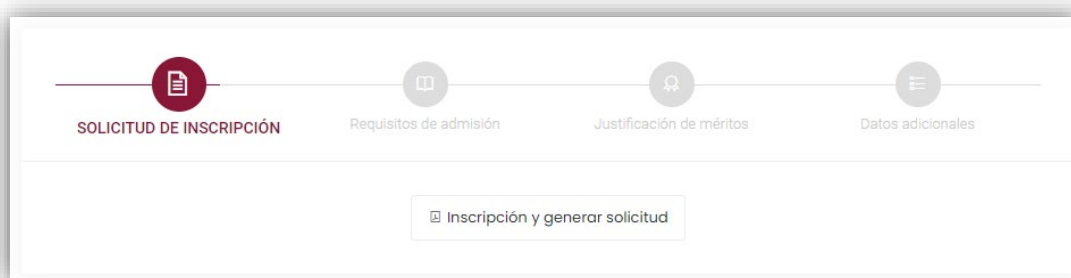 SOLICITUD DE INSCRIPCIÓN
Requisitos de admisión
Justificación de méritos
Datos adicionales
Inscripción y generar solicitud